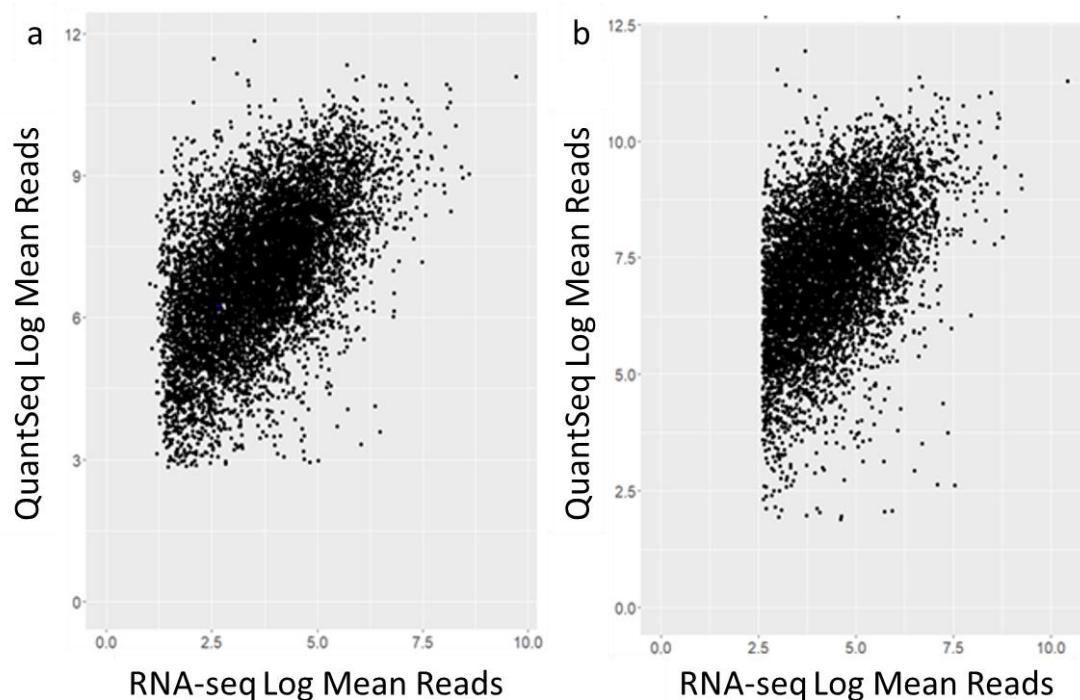 a
12
9
6
3
0
QuantSeq Log Mean Reads
0.0 2.5 5.0 7.5 10.0
RNA-seq Log Mean Reads
b
12.5
10.0
7.5
5.0
2.5
0.0
QuantSeq Log Mean Reads
0.0 2.5 5.0 7.5 10.0
RNA-seq Log Mean Reads